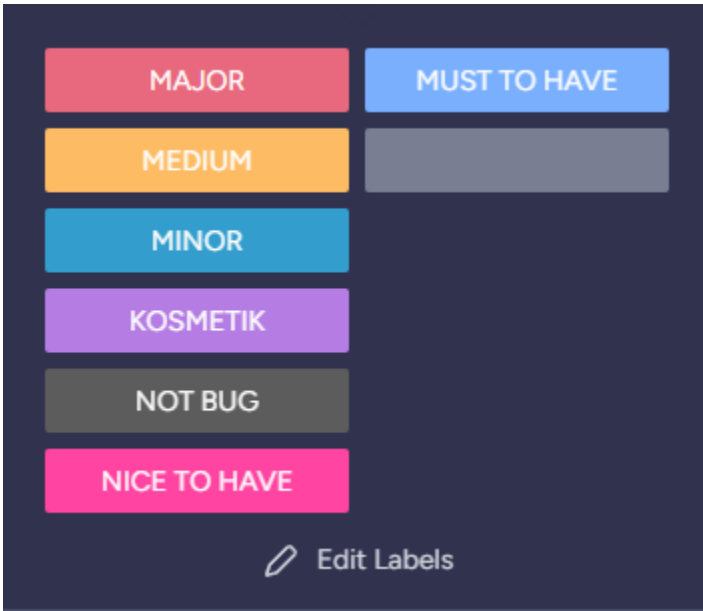 MAJOR
MUST TO HAVE
MEDIUM
MINOR
KOSMETIK
NOT BUG
NICE TO HAVE
Edit Labels